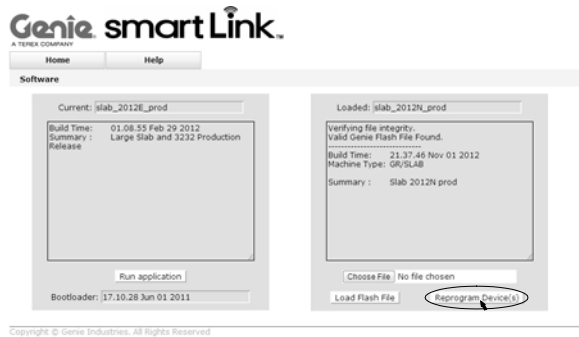 Genie smartLink™
A TEREX COMPANY
Home Help
Software
Current: slab_2012E_prod
Build Time: 01.08.55 Feb 29 2012
Summary : Large Slab and 3232 Production
Release
Run application
Bootloader: 17.10.28 Jun 01 2011
Loaded: slab_2012N_prod
Verifying file integrity.
Valid Genie Flash File Found.
------------------------------
Build Time: 21.37.46 Nov 01 2012
Machine Type: GR/SLAB
Summary : Slab 2012N prod
Choose File No file chosen
Load Flash File Reprogram Device(s)
Copyright © Genie Industries. All Rights Reserved